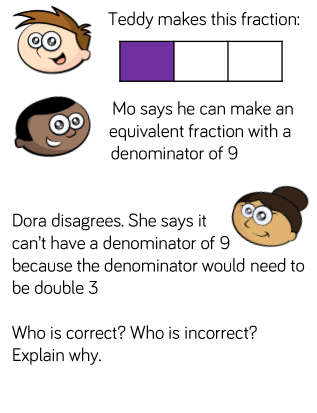 Teddy makes this fraction:
Mo says he can make an
equivalent fraction with a
denominator of 9
Dora disagrees. She says it
can't have a denominator of 9
because the denominator would need to
be double 3
Who is correct? Who is incorrect?
Explain why.